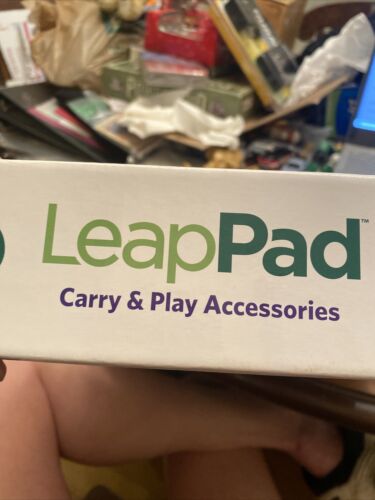 LeapPad™
Carry & Play Accessories